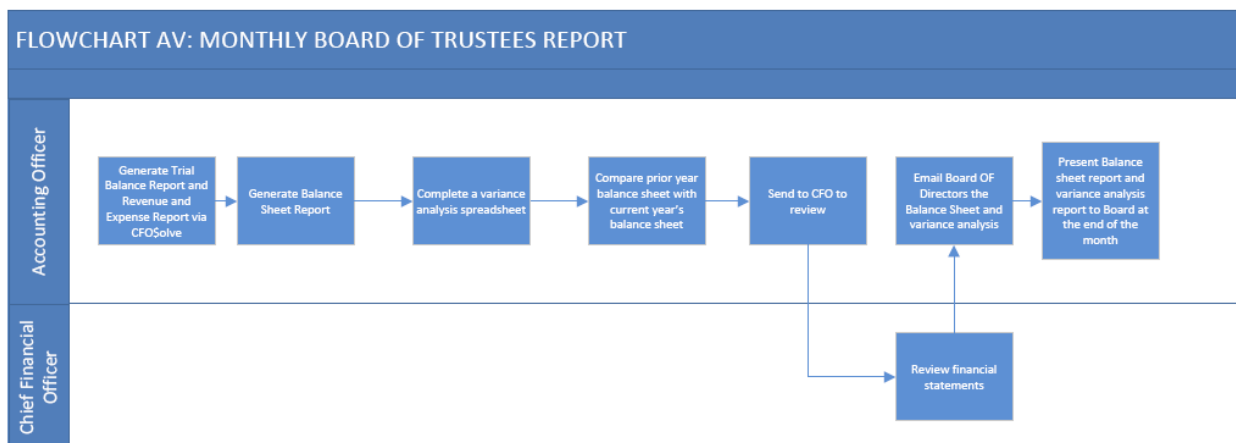 FLOWCHART AV: MONTHLY BOARD OF TRUSTEES REPORT
Accounting Officer
Generate Trial
Balance Report and
Revenue and
Expense Report via
CFO$olve
Generate Balance
Sheet Report
Complete a variance
analysis spreadsheet
Compare prior year
balance sheet with
current year's
balance sheet
Send to CFO to
review
Email Board OF
Directors the
Balance Sheet and
variance analysis
Present Balance
sheet report and
variance analysis
report to Board at
the end of the
month
Chief Financial
Officer
Review financial
statements